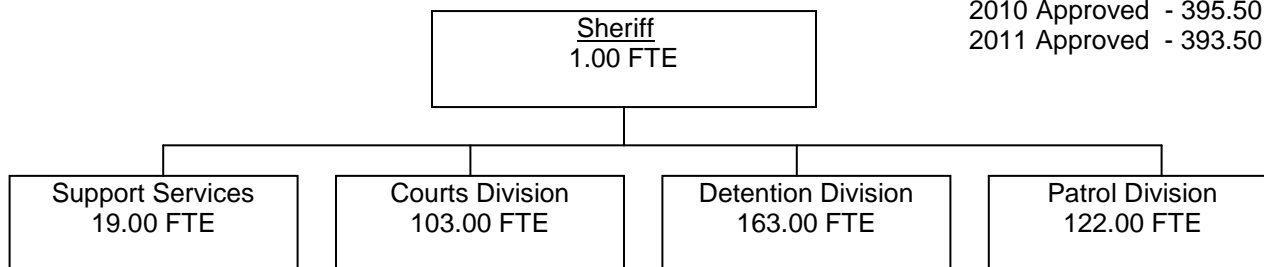 2010 Approved - 395.50
2011 Approved - 393.50
Sheriff
1.00 FTE
Support Services
19.00 FTE
Courts Division
103.00 FTE
Detention Division
163.00 FTE
Patrol Division
122.00 FTE